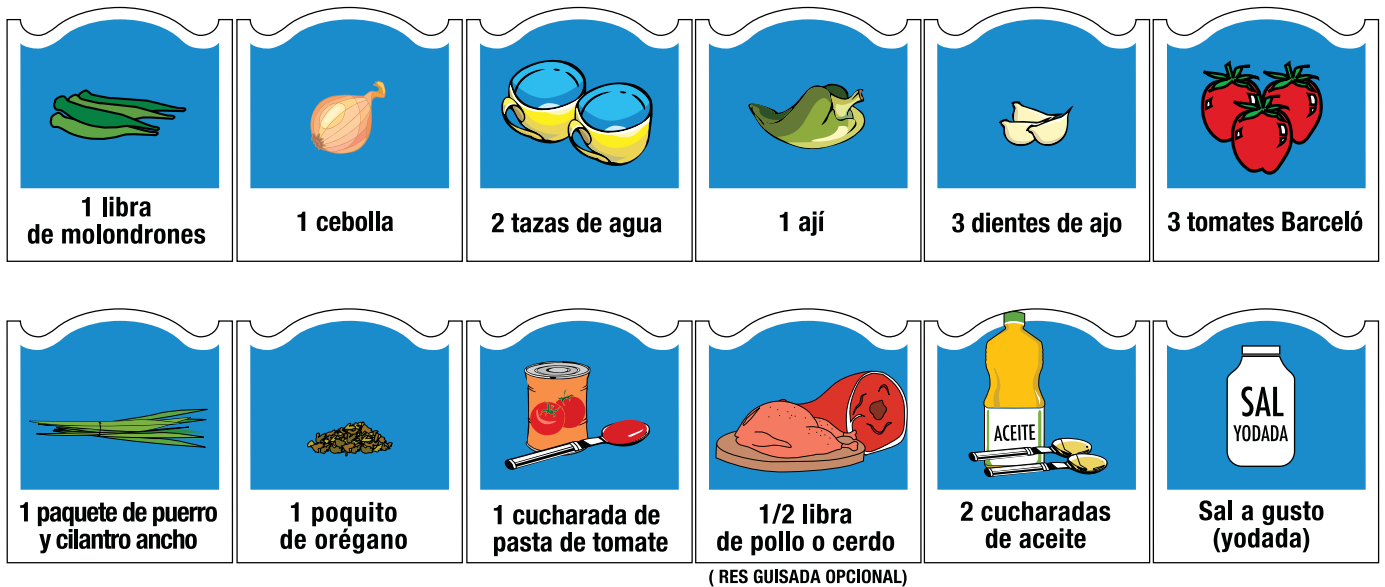 1 libra
de molondrones
1 cebolla
2 tazas de agua
1 ají
3 dientes de ajo
3 tomates Barceló
1 paquete de puerro
y cilantro ancho
1 poquito
de orégano
1 cucharada de
pasta de tomate
1/2 libra
de pollo o cerdo
( RES GUISADA OPCIONAL)
ACEITE
2 cucharadas
de aceite
SAL
YODADA
Sal a gusto
(yodada)